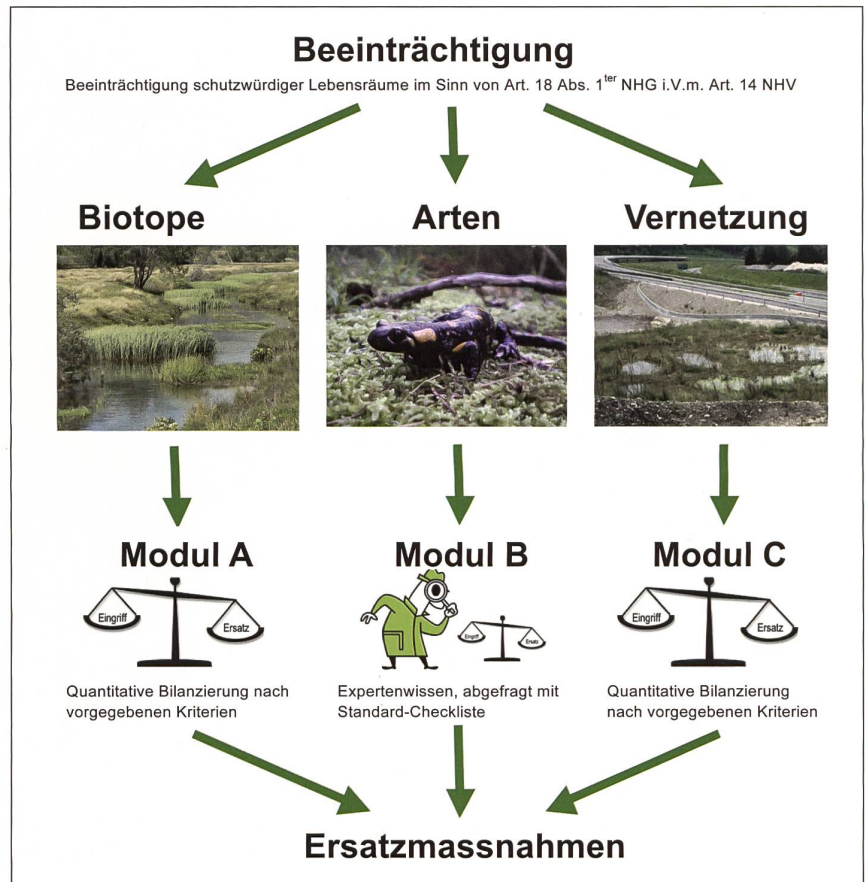 Beeinträchtigung
Beeinträchtigung schutzwürdiger Lebensräume im Sinn von Art. 18 Abs. 1ter NHG i.V.m. Art. 14 NHV
Biotope
Arten
Vernetzung
Modul A
Modul B
Modul C
Eingriff
Ersatz
Eingriff
Ersatz
Eingriff
Ersatz
Quantitative Bilanzierung nach
vorgegebenen Kriterien
Expertenwissen, abgefragt mit
Standard-Checkliste
Quantitative Bilanzierung
nach vorgegebenen Kriterien
Ersatzmassnahmen